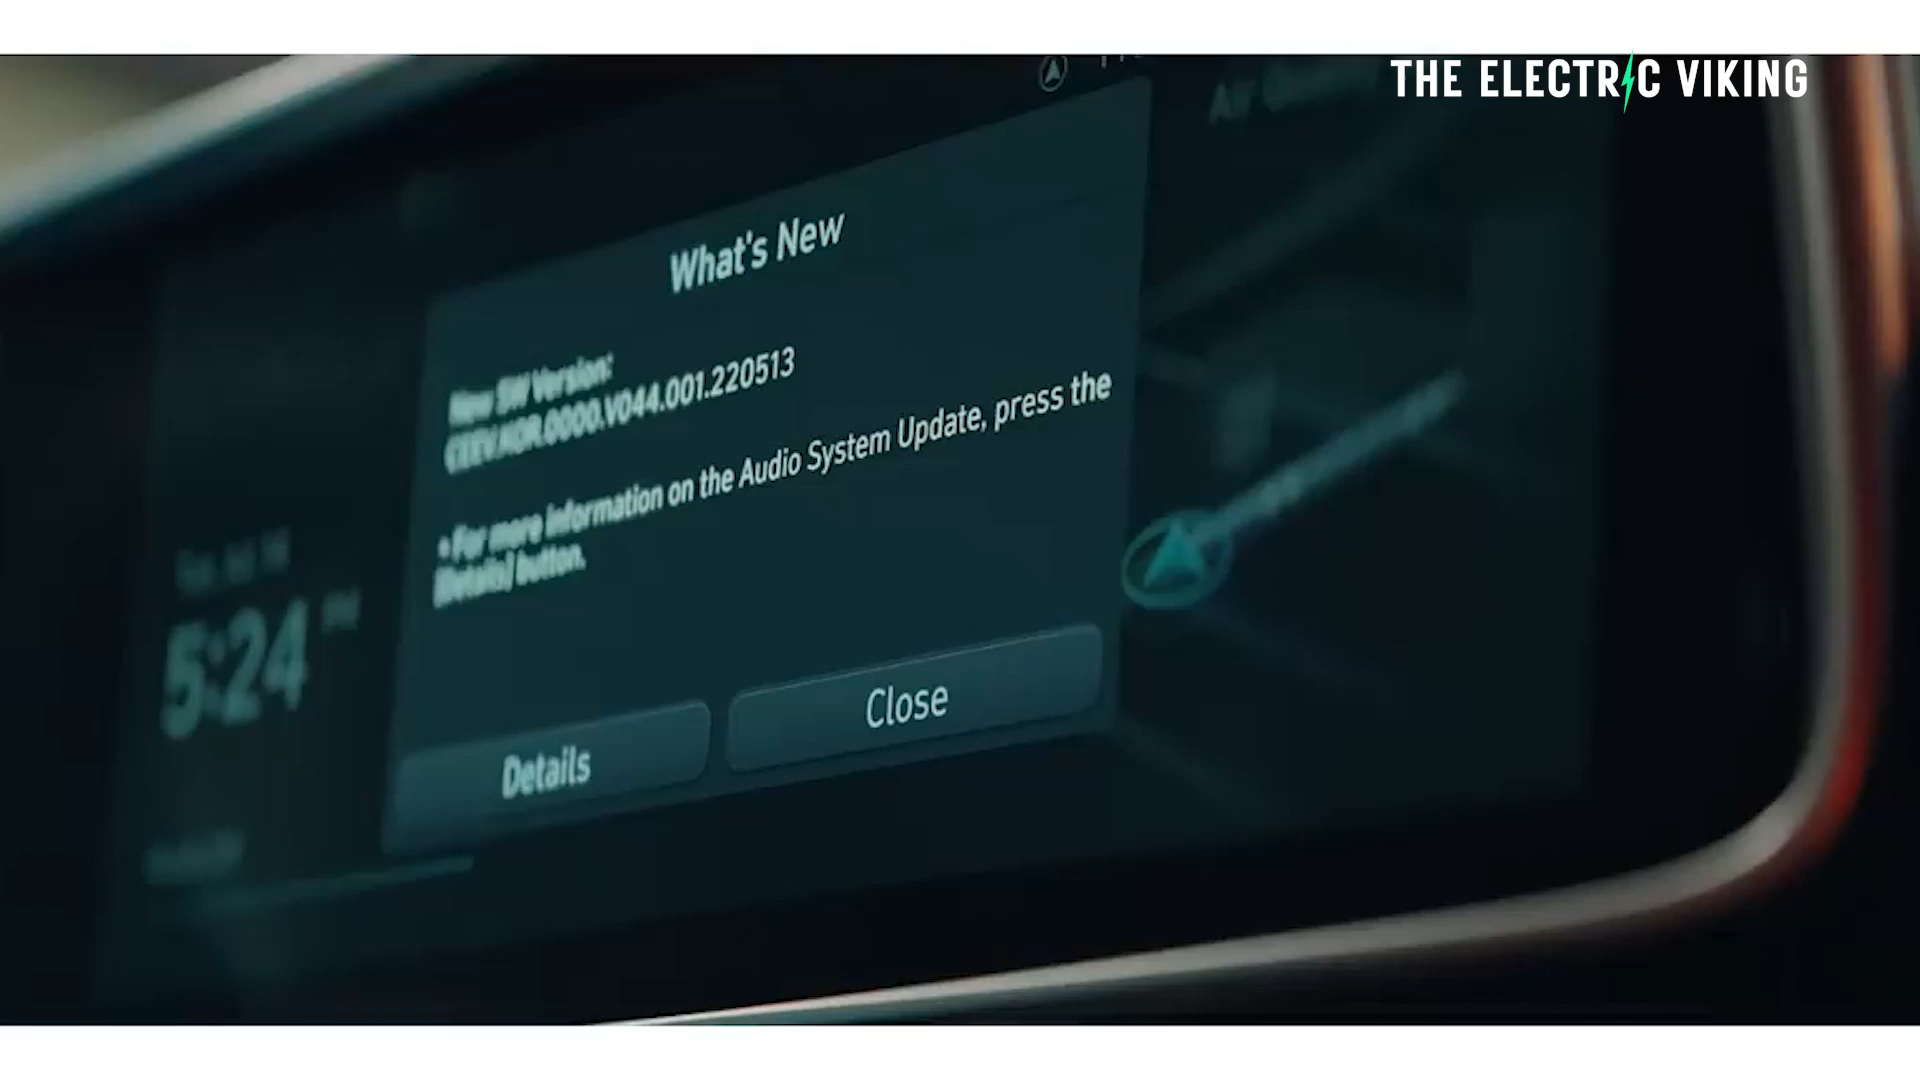 THE ELECTRIC VIKING
What's New
New SW Version:
CEEV.KOR.0000.V044.001.220513
• For more information on the Audio System Update, press the
[Details] button.
5:24 PM
Details
Close